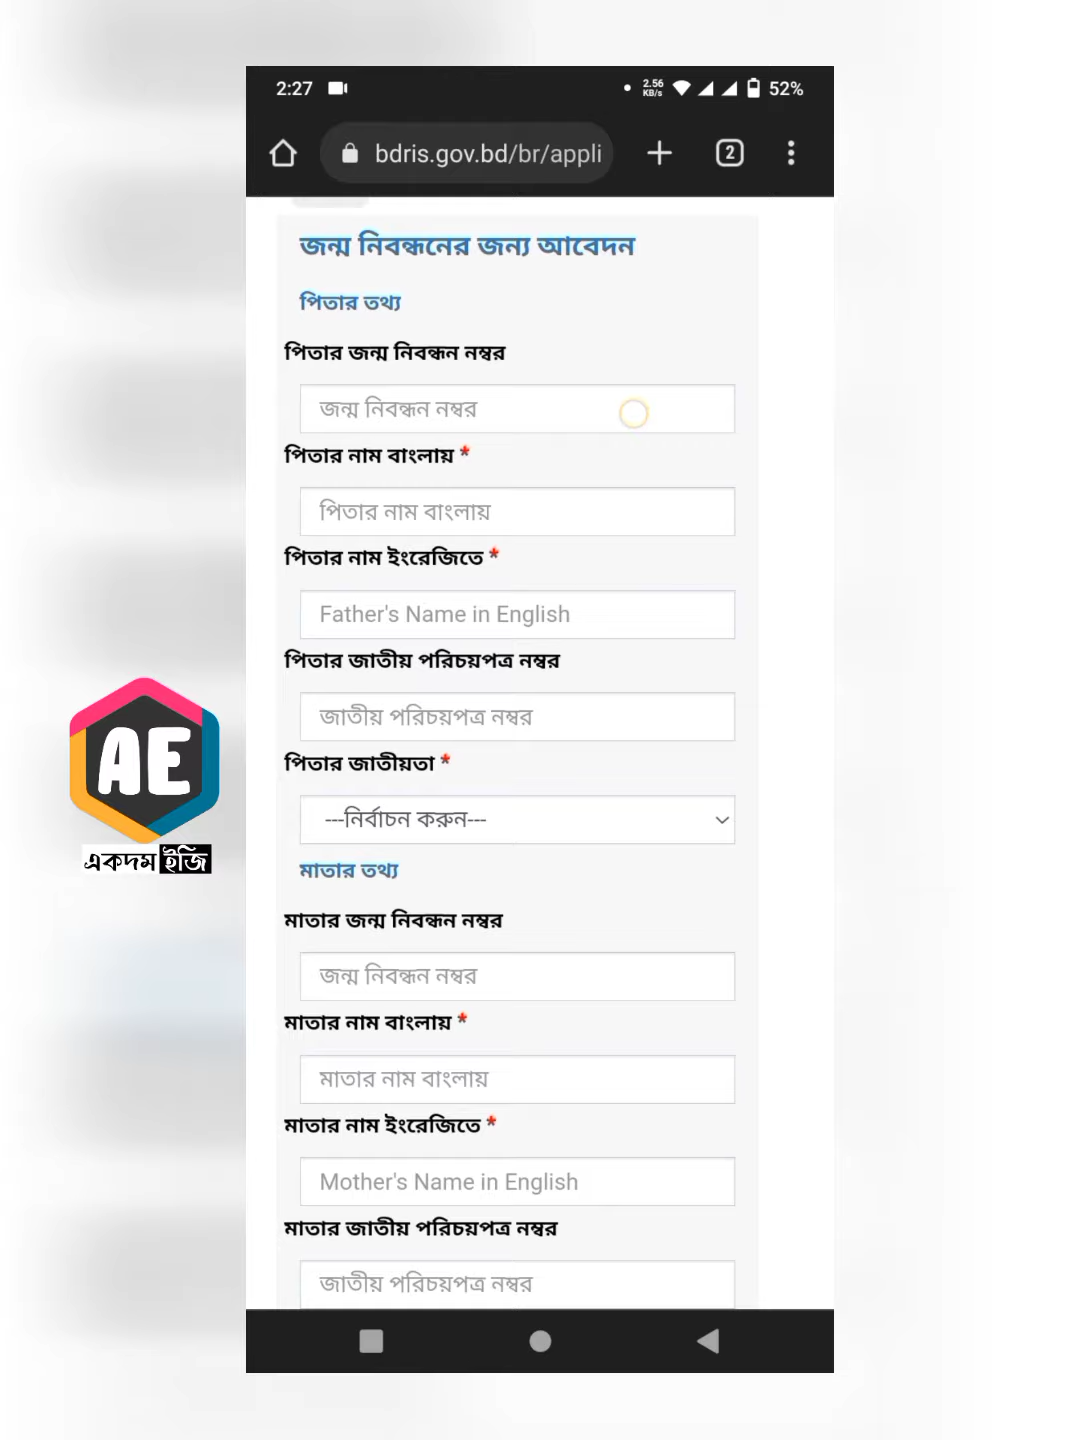 2:27
2.56 KB/s
52%
bdris.gov.bd/br/appli
2
জন্ম নিবন্ধনের জন্য আবেদন
পিতার তথ্য
পিতার জন্ম নিবন্ধন নম্বর
জন্ম নিবন্ধন নম্বর
পিতার নাম বাংলায় *
পিতার নাম বাংলায়
পিতার নাম ইংরেজিতে *
Father's Name in English
পিতার জাতীয় পরিচয়পত্র নম্বর
জাতীয় পরিচয়পত্র নম্বর
পিতার জাতীয়তা *
---নির্বাচন করুন---
মাতার তথ্য
মাতার জন্ম নিবন্ধন নম্বর
জন্ম নিবন্ধন নম্বর
মাতার নাম বাংলায় *
মাতার নাম বাংলায়
মাতার নাম ইংরেজিতে *
Mother's Name in English
মাতার জাতীয় পরিচয়পত্র নম্বর
জাতীয় পরিচয়পত্র নম্বর
AE
একদম ইজি